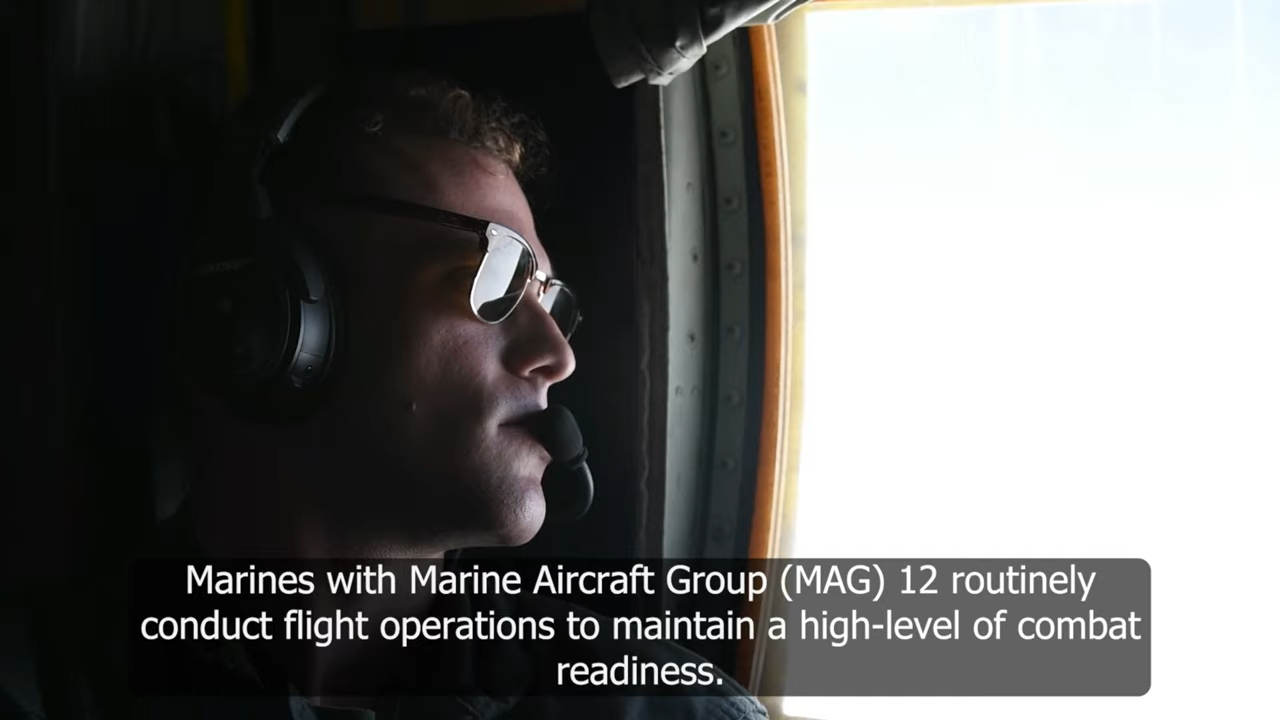 Marines with Marine Aircraft Group (MAG) 12 routinely
conduct flight operations to maintain a high-level of combat
readiness.